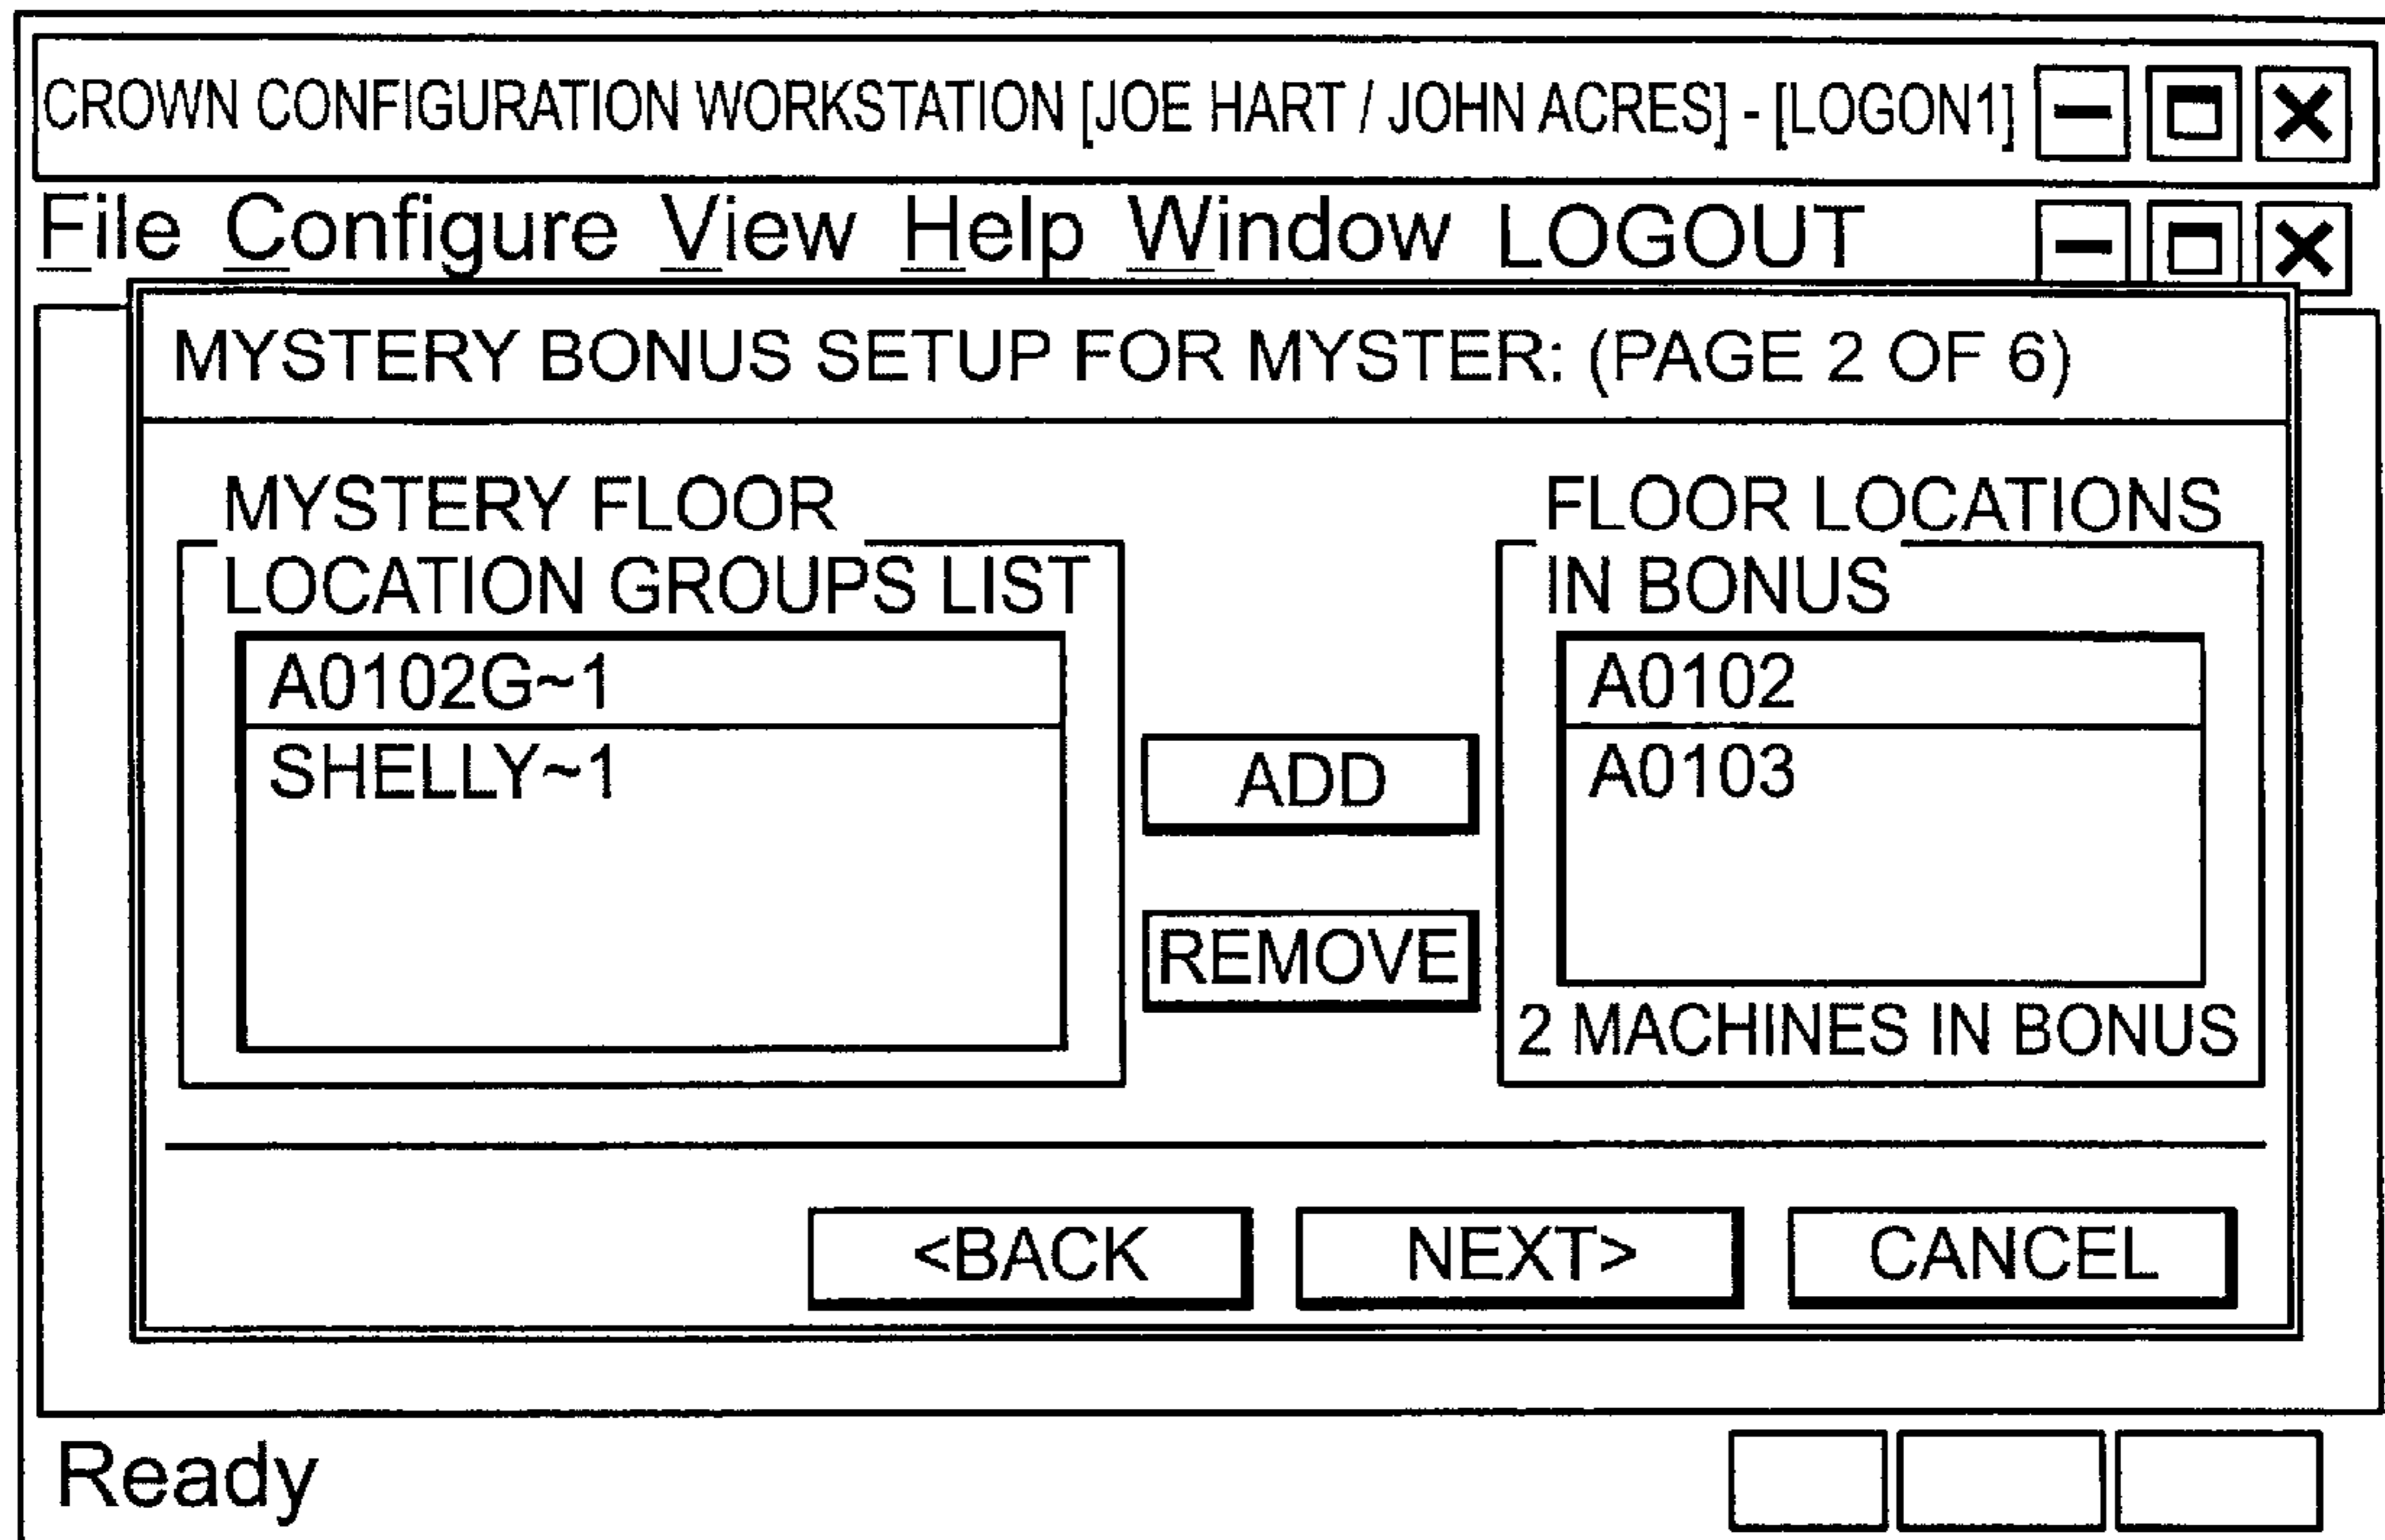 CROWN CONFIGURATION WORKSTATION [JOE HART / JOHN ACRES] - [LOGON1]
File Configure View Help Window LOGOUT
MYSTERY BONUS SETUP FOR MYSTER: (PAGE 2 OF 6)
MYSTERY FLOOR
LOCATION GROUPS LIST
A0102G~1
SHELLY~1
ADD
REMOVE
FLOOR LOCATIONS
IN BONUS
A0102
A0103
2 MACHINES IN BONUS
<BACK NEXT> CANCEL
Ready